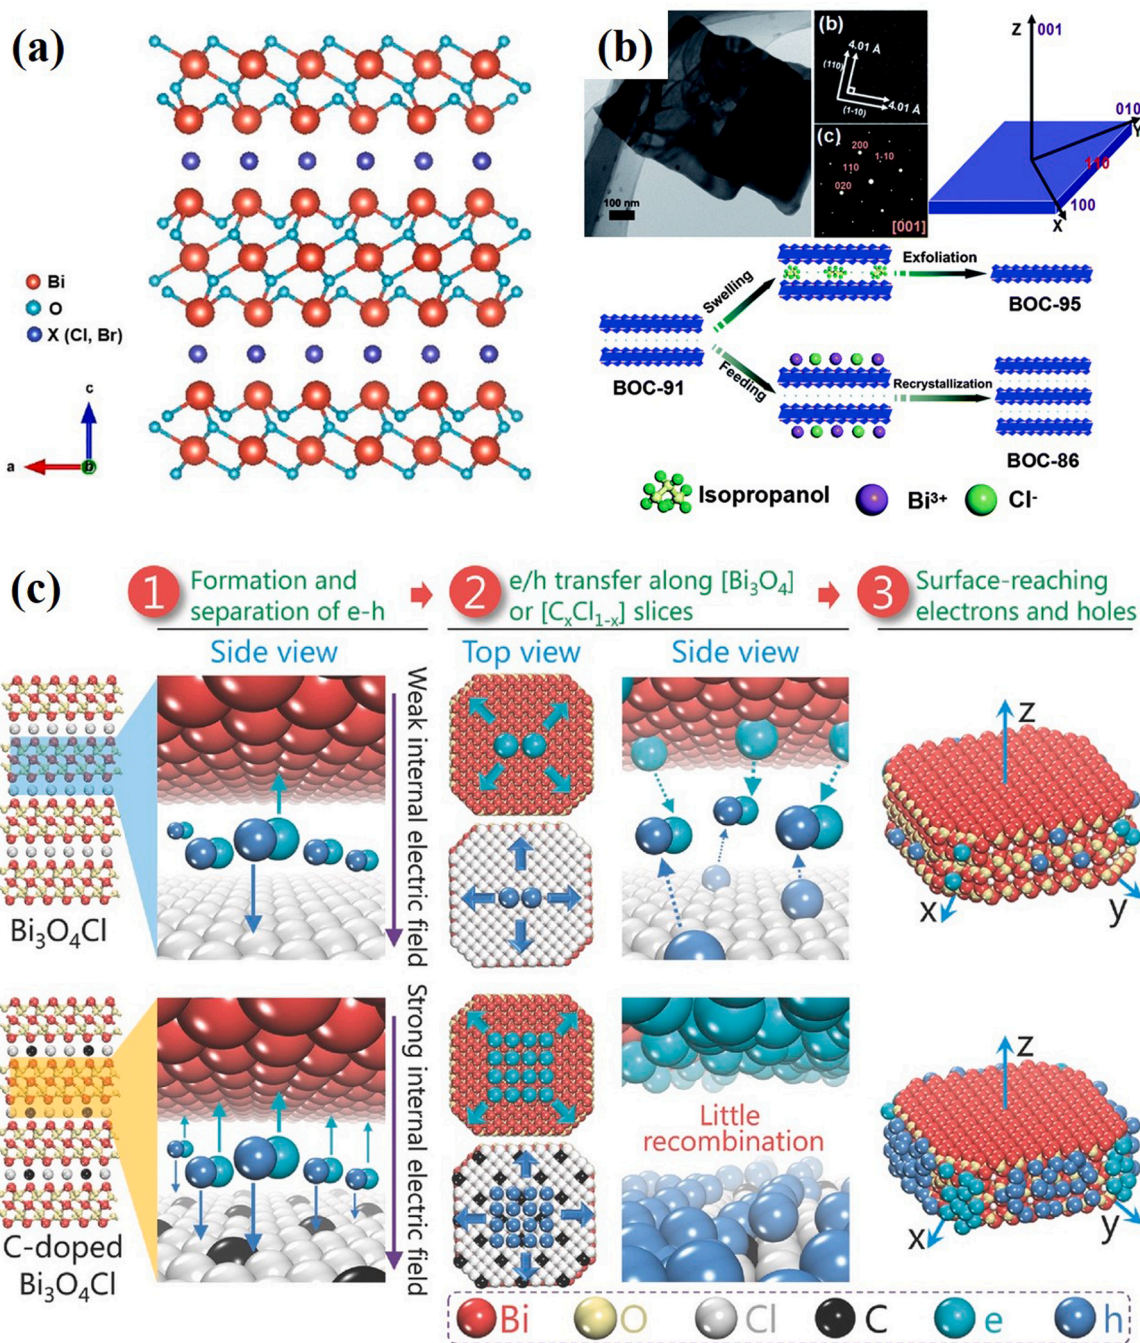 (a)
Bi
O
X (Cl, Br)
c
a
b
(b)
100 nm
(b)
4.01 Å
(110)
4.01 Å
(1-10)
(c)
200
1-10
110
020
[001]
Z
001
010
Y
110
100
X
BOC-91
Swelling
Exfoliation
BOC-95
Feeding
Recrystallization
BOC-86
Isopropanol
Bi³⁺
Cl⁻
(c)
1
Formation and
separation of e-h
2
e/h transfer along [Bi₃O₄]
or [CₓCl₁₋ₓ] slices
3
Surface-reaching
electrons and holes
Side view
Top view
Side view
Weak internal electric field
z
x
y
Bi₃O₄Cl
Strong internal electric field
Little
recombination
z
x
y
C-doped
Bi₃O₄Cl
Bi
O
Cl
C
e
h